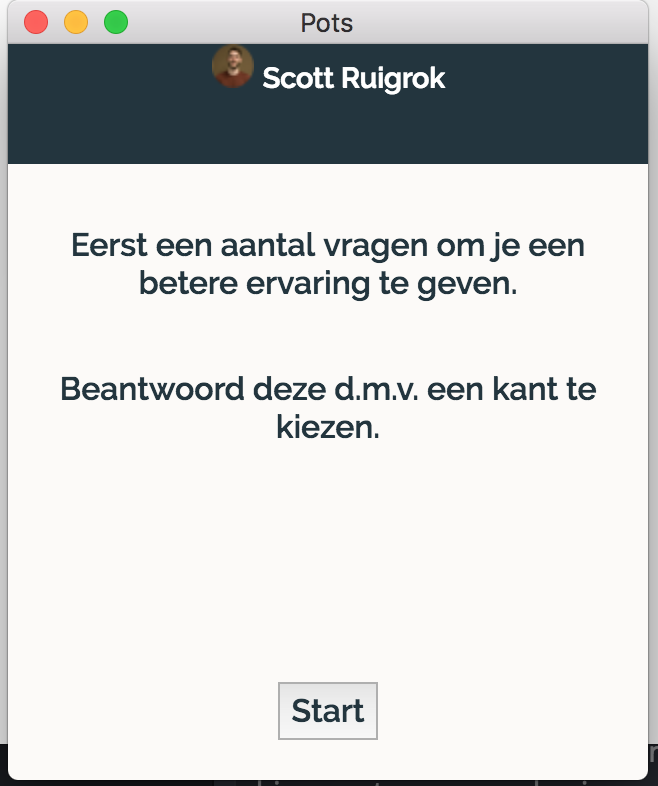 Pots
Scott Ruigrok
Eerst een aantal vragen om je een
betere ervaring te geven.
Beantwoord deze d.m.v. een kant te
kiezen.
Start